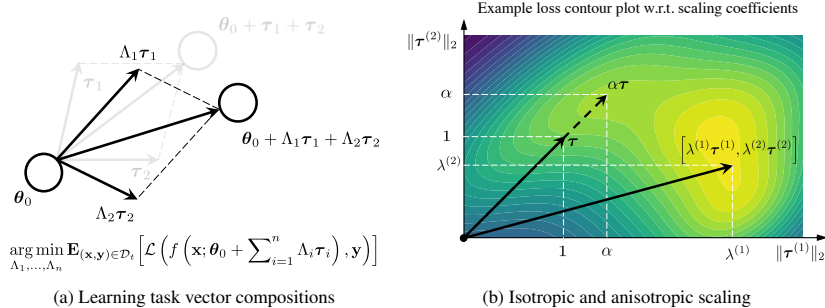 Example loss contour plot w.r.t. scaling coefficients
θ₀ + τ₁ + τ₂
Λ₁τ₁
τ₁
θ₀ + Λ₁τ₁ + Λ₂τ₂
τ₂
θ₀
Λ₂τ₂
arg min E₍ₓ,ᵧ₎∈𝒟ₜ[ℒ(f(x; θ₀ + ∑ⁿᵢ₌₁ Λᵢτᵢ), y)]
Λ₁,...,Λₙ
(a) Learning task vector compositions
‖τ⁽²⁾‖₂
α
ατ
1
τ
λ⁽²⁾
[λ⁽¹⁾τ⁽¹⁾, λ⁽²⁾τ⁽²⁾]
1 α λ⁽¹⁾ ‖τ⁽¹⁾‖₂
(b) Isotropic and anisotropic scaling